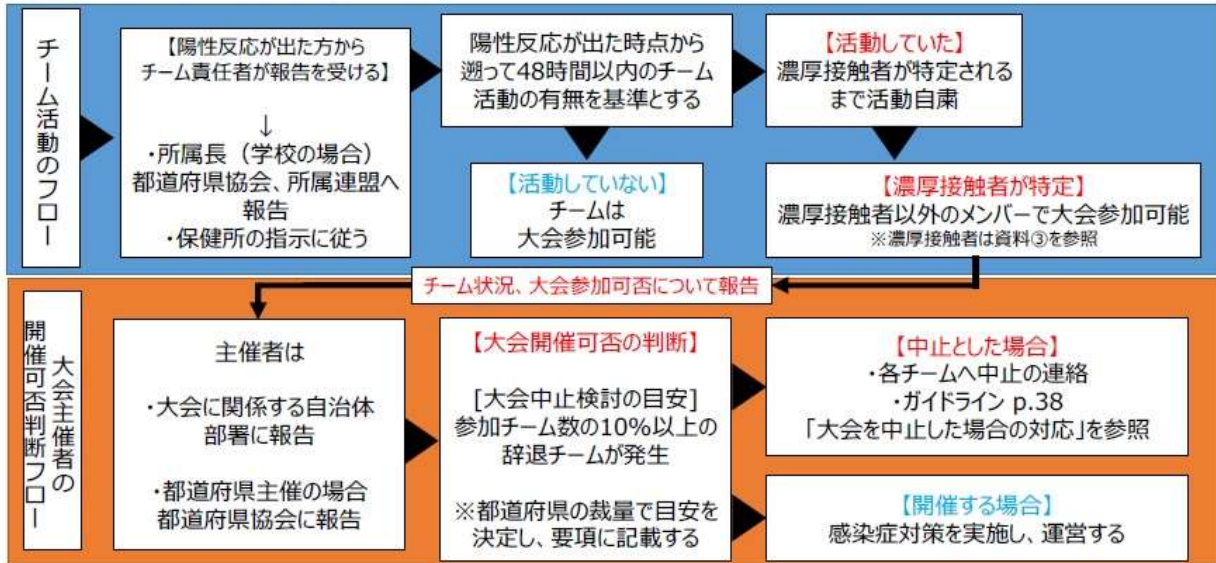 チーム活動のフロー
【陽性反応が出た方から
チーム責任者が報告を受ける】
↓
・所属長（学校の場合）
都道府県協会、所属連盟へ
報告
・保健所の指示に従う
陽性反応が出た時点から
遡って48時間以内のチーム
活動の有無を基準とする
【活動していた】
濃厚接触者が特定される
まで活動自粛
【活動していない】
チームは
大会参加可能
【濃厚接触者が特定】
濃厚接触者以外のメンバーで大会参加可能
※濃厚接触者は資料③を参照
チーム状況、大会参加可否について報告
大会主催者の
開催可否判断フロー
主催者は
・大会に関係する自治体
部署に報告
・都道府県主催の場合
都道府県協会に報告
【大会開催可否の判断】
[大会中止検討の目安]
参加チーム数の10%以上の
辞退チームが発生
※都道府県の裁量で目安を
決定し、要項に記載する
【中止とした場合】
・各チームへ中止の連絡
・ガイドライン p.38
「大会を中止した場合の対応」を参照
【開催する場合】
感染症対策を実施し、運営する